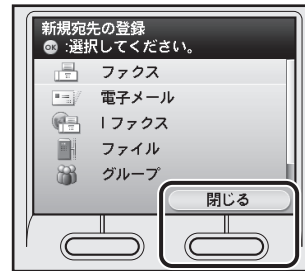 新規宛先の登録
OK :選択してください。
ファクス
電子メール
Iファクス
ファイル
グループ
閉じる